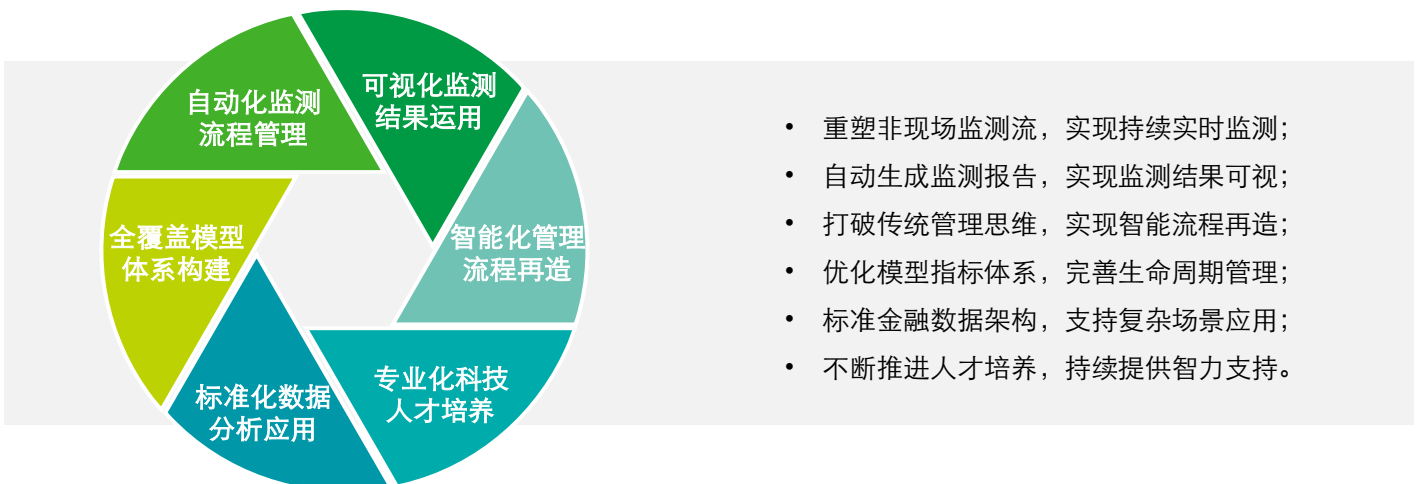 自动化监测
流程管理
可视化监测
结果运用
智能化管理
流程再造
专业化科技
人才培养
标准化数据
分析应用
全覆盖模型
体系构建
• 重塑非现场监测流，实现持续实时监测；
• 自动生成监测报告，实现监测结果可视；
• 打破传统管理思维，实现智能流程再造；
• 优化模型指标体系，完善生命周期管理；
• 标准金融数据架构，支持复杂场景应用；
• 不断推进人才培养，持续提供智力支持。